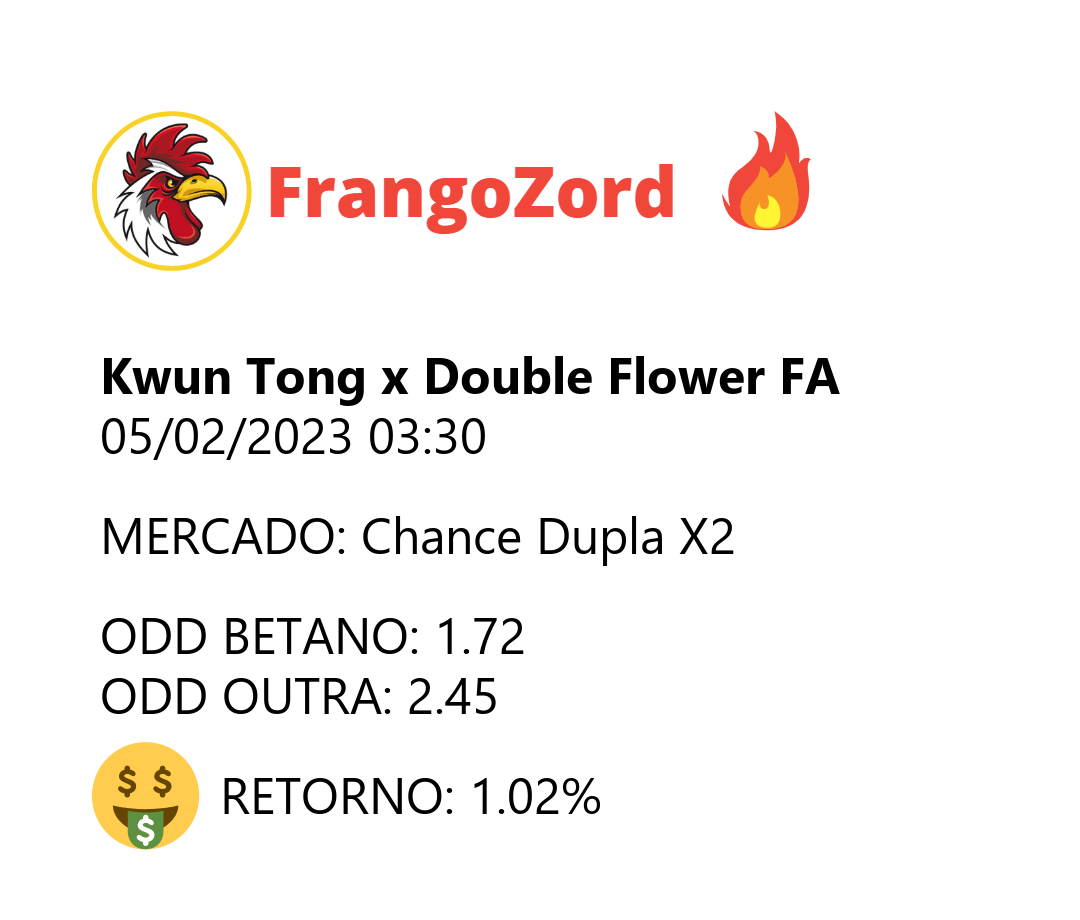 FrangoZord
Kwun Tong x Double Flower FA
05/02/2023 03:30
MERCADO: Chance Dupla X2
ODD BETANO: 1.72
ODD OUTRA: 2.45
RETORNO: 1.02%